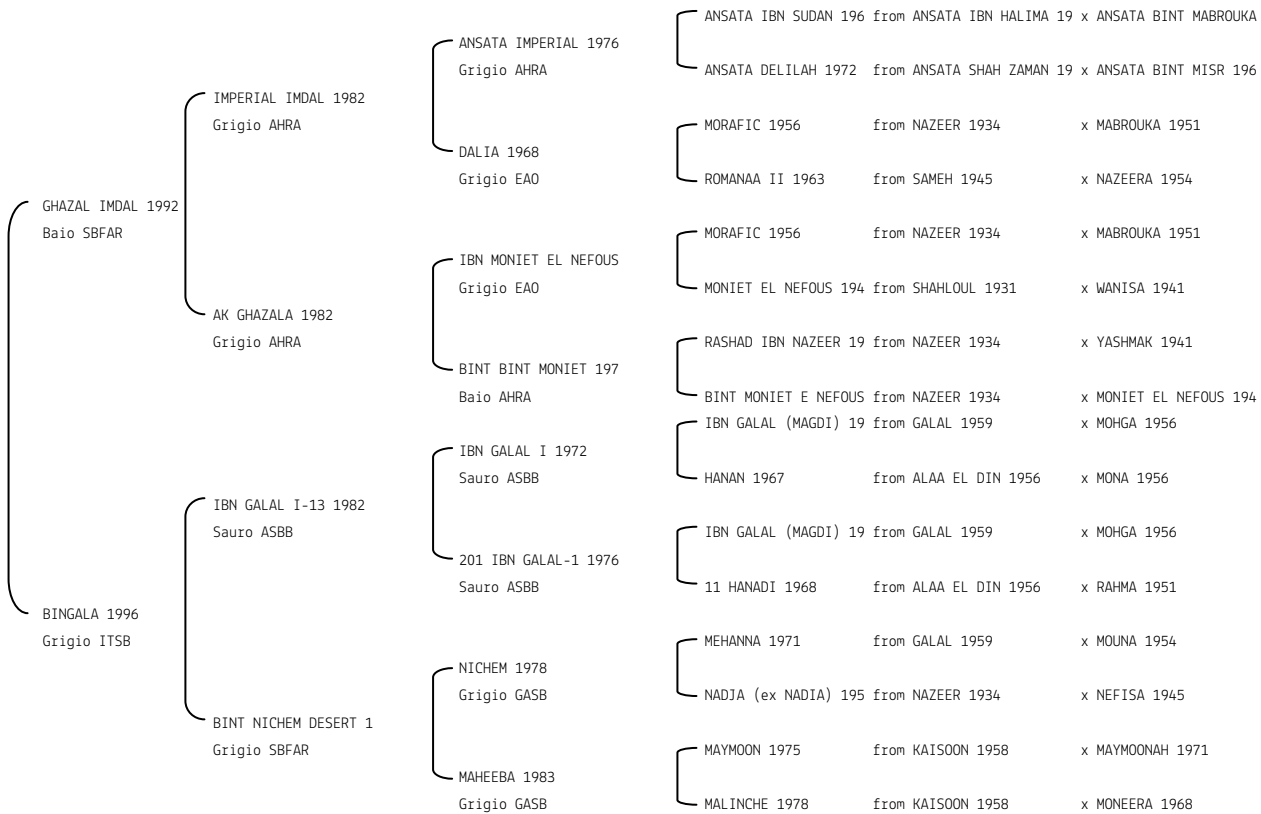 ANSATA IBN SUDAN 196 from ANSATA IBN HALIMA 19 x ANSATA BINT MABROUKA
ANSATA IMPERIAL 1976
Grigio AHRA
ANSATA DELILAH 1972 from ANSATA SHAH ZAMAN 19 x ANSATA BINT MISR 196
IMPERIAL IMDAL 1982
Grigio AHRA
MORAFIC 1956 from NAZEER 1934 x MABROUKA 1951
DALIA 1968
Grigio EAO
ROMANAA II 1963 from SAMEH 1945 x NAZEERA 1954
GHAZAL IMDAL 1992
Baio SBFAR
MORAFIC 1956 from NAZEER 1934 x MABROUKA 1951
IBN MONIET EL NEFOUS
Grigio EAO
MONIET EL NEFOUS 194 from SHAHLOUL 1931 x WANISA 1941
AK GHAZALA 1982
Grigio AHRA
RASHAD IBN NAZEER 19 from NAZEER 1934 x YASHMAK 1941
BINT BINT MONIET 197
Baio AHRA
BINT MONIET E NEFOUS from NAZEER 1934 x MONIET EL NEFOUS 194
IBN GALAL (MAGDI) 19 from GALAL 1959 x MOHGA 1956
IBN GALAL I 1972
Sauro ASBB
HANAN 1967 from ALAA EL DIN 1956 x MONA 1956
IBN GALAL I-13 1982
Sauro ASBB
IBN GALAL (MAGDI) 19 from GALAL 1959 x MOHGA 1956
201 IBN GALAL-1 1976
Sauro ASBB
11 HANADI 1968 from ALAA EL DIN 1956 x RAHMA 1951
BINGALA 1996
Grigio ITSB
MEHANNA 1971 from GALAL 1959 x MOUNA 1954
NICHEM 1978
Grigio GASB
NADJA (ex NADIA) 195 from NAZEER 1934 x NEFISA 1945
BINT NICHEM DESERT 1
Grigio SBFAR
MAYMOON 1975 from KAISOON 1958 x MAYMOONAH 1971
MAHEEBA 1983
Grigio GASB
MALINCHE 1978 from KAISOON 1958 x MONEERA 1968